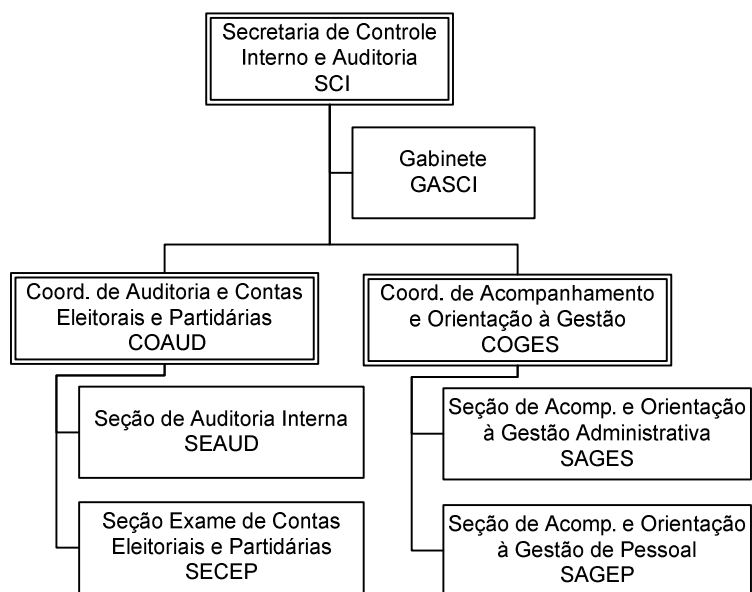 Secretaria de Controle
Interno e Auditoria
SCI
Gabinete
GASCI
Coord. de Auditoria e Contas
Eleitorais e Partidárias
COAUD
Coord. de Acompanhamento
e Orientação à Gestão
COGES
Seção de Auditoria Interna
SEAUD
Seção de Acomp. e Orientação
à Gestão Administrativa
SAGES
Seção Exame de Contas
Eleitoriais e Partidárias
SECEP
Seção de Acomp. e Orientação
à Gestão de Pessoal
SAGEP